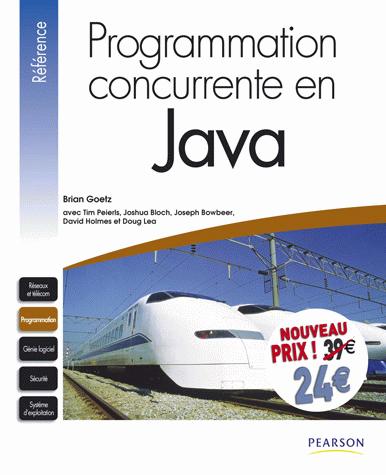 Référence
Programmation
concurrente en
Java
Brian Goetz
avec Tim Peierls, Joshua Bloch, Joseph Bowbeer,
David Holmes et Doug Lea
Réseaux
et télécom
Programmation
Génie logiciel
Sécurité
Système
d'exploitation
NOUVEAU
PRIX ! 39€
24€
PEARSON